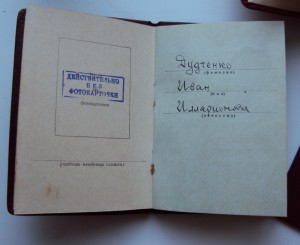 ДЕЙСТВИТЕЛЬНО
БЕЗ
ФОТОКАРТОЧКИ
Дудченко
(фамилия)
Иван
(имя)
Илларионович
(отчество)